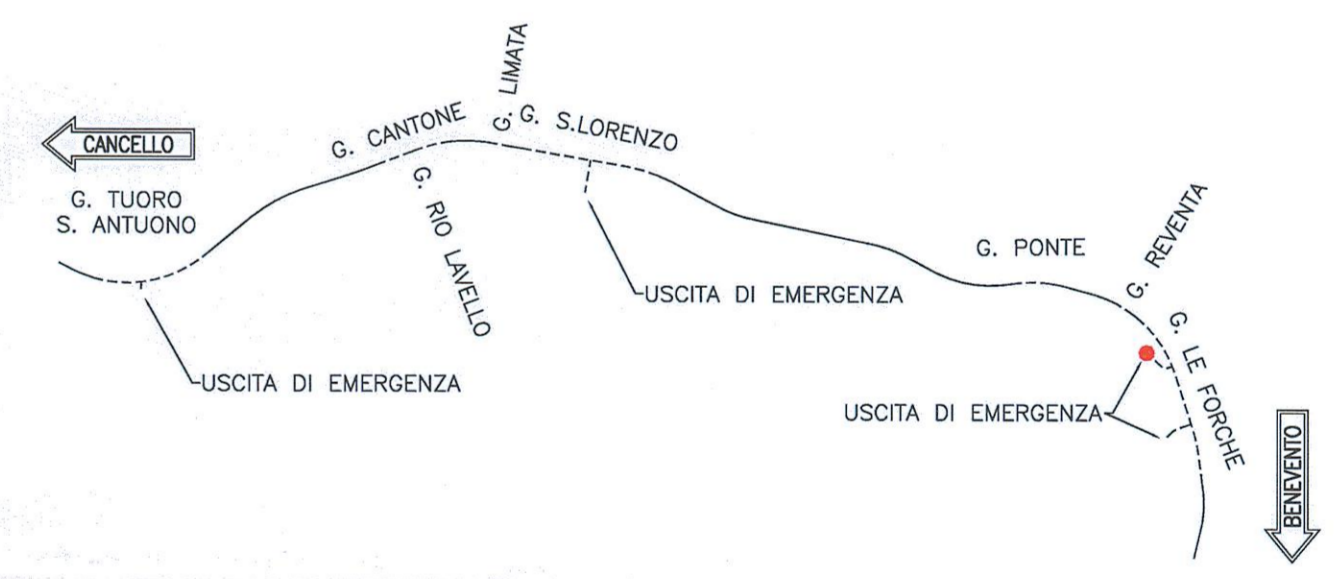 G. LIMATA
G. CANTONE
G. S.LORENZO
CANCELLO
G. TUORO
S. ANTUONO
G. RIO LAVELLO
G. REVENTA
G. PONTE
USCITA DI EMERGENZA
G. LE FORCHE
USCITA DI EMERGENZA
USCITA DI EMERGENZA
BENEVENTO